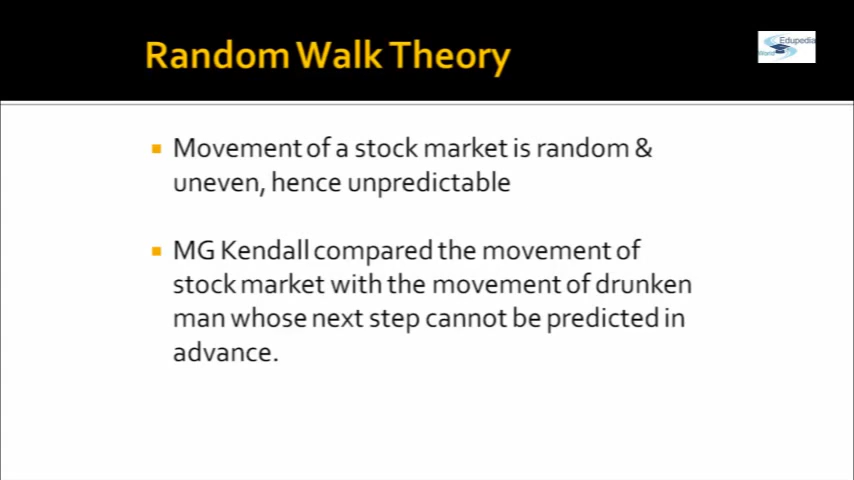 Random Walk Theory
Edupedia
World
Movement of a stock market is random &
uneven, hence unpredictable
MG Kendall compared the movement of
stock market with the movement of drunken
man whose next step cannot be predicted in
advance.